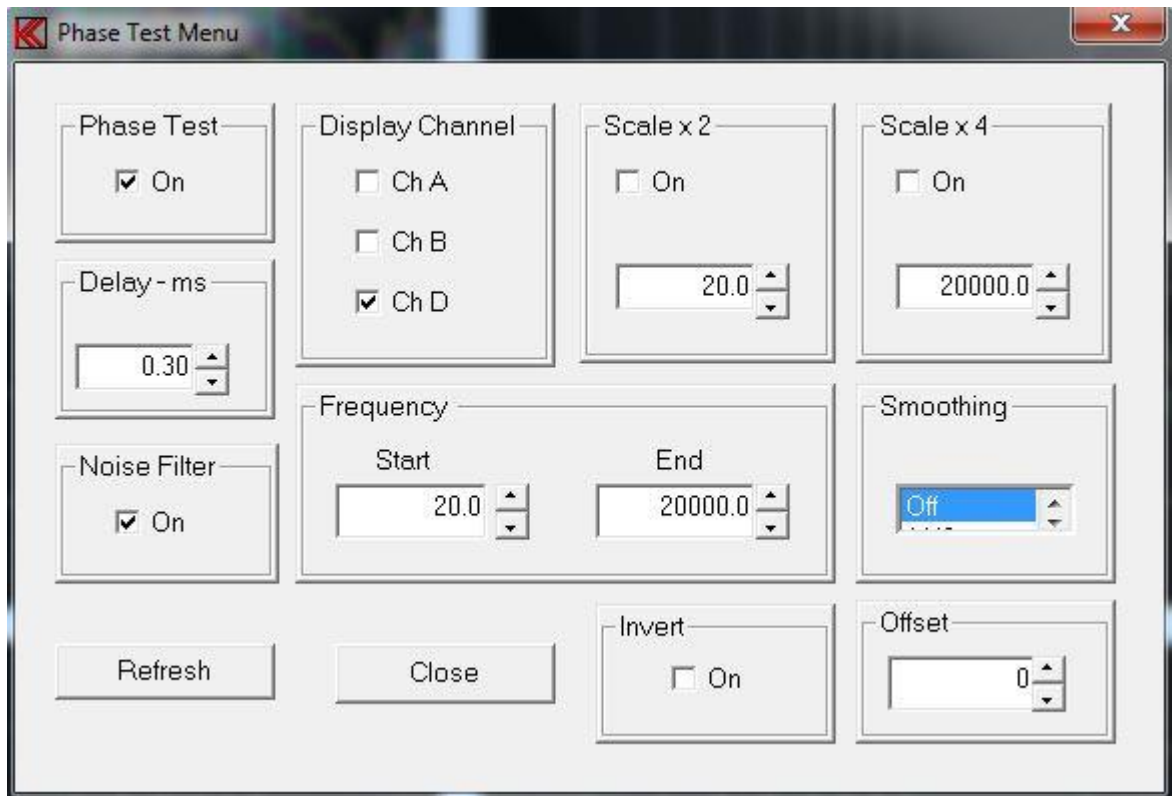 Phase Test Menu
Phase Test
On
Display Channel
Ch A
Ch B
Ch D
Scale x 2
On
20.0
Scale x 4
On
20000.0
Delay - ms
0.30
Frequency
Start
20.0
End
20000.0
Smoothing
Off
Noise Filter
On
Refresh
Close
Invert
On
Offset
0